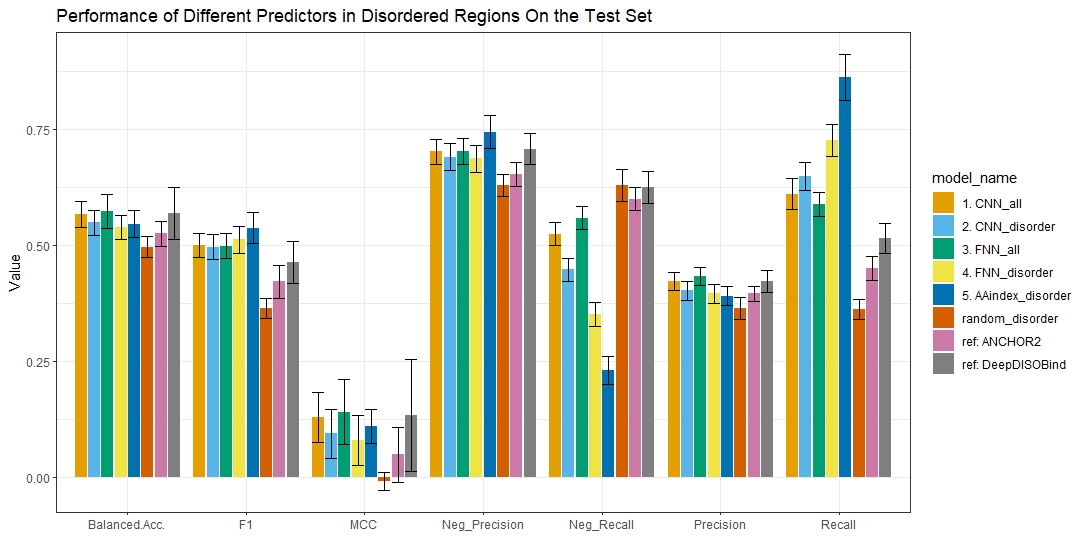 Performance of Different Predictors in Disordered Regions On the Test Set
Value
0.75
0.50
0.25
0.00
Balanced.Acc.
F1
MCC
Neg_Precision
Neg_Recall
Precision
Recall
model_name
1. CNN_all
2. CNN_disorder
3. FNN_all
4. FNN_disorder
5. AAindex_disorder
random_disorder
ref: ANCHOR2
ref: DeepDISOBind